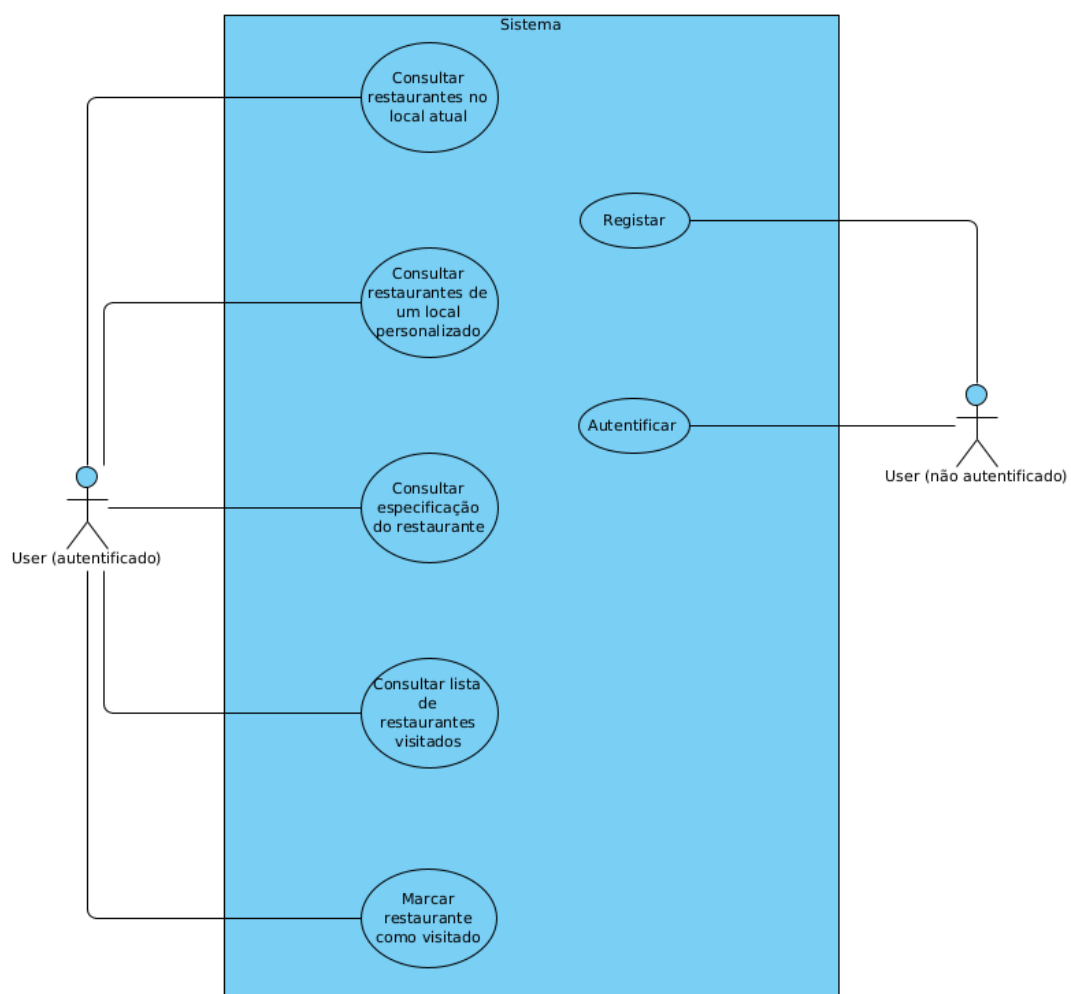 Sistema
Consultar
restaurantes no
local atual
Registar
Consultar
restaurantes de
um local
personalizado
Autentificar
User (não autentificado)
Consultar
especificação
do restaurante
User (autentificado)
Consultar lista
de
restaurantes
visitados
Marcar
restaurante
como visitado